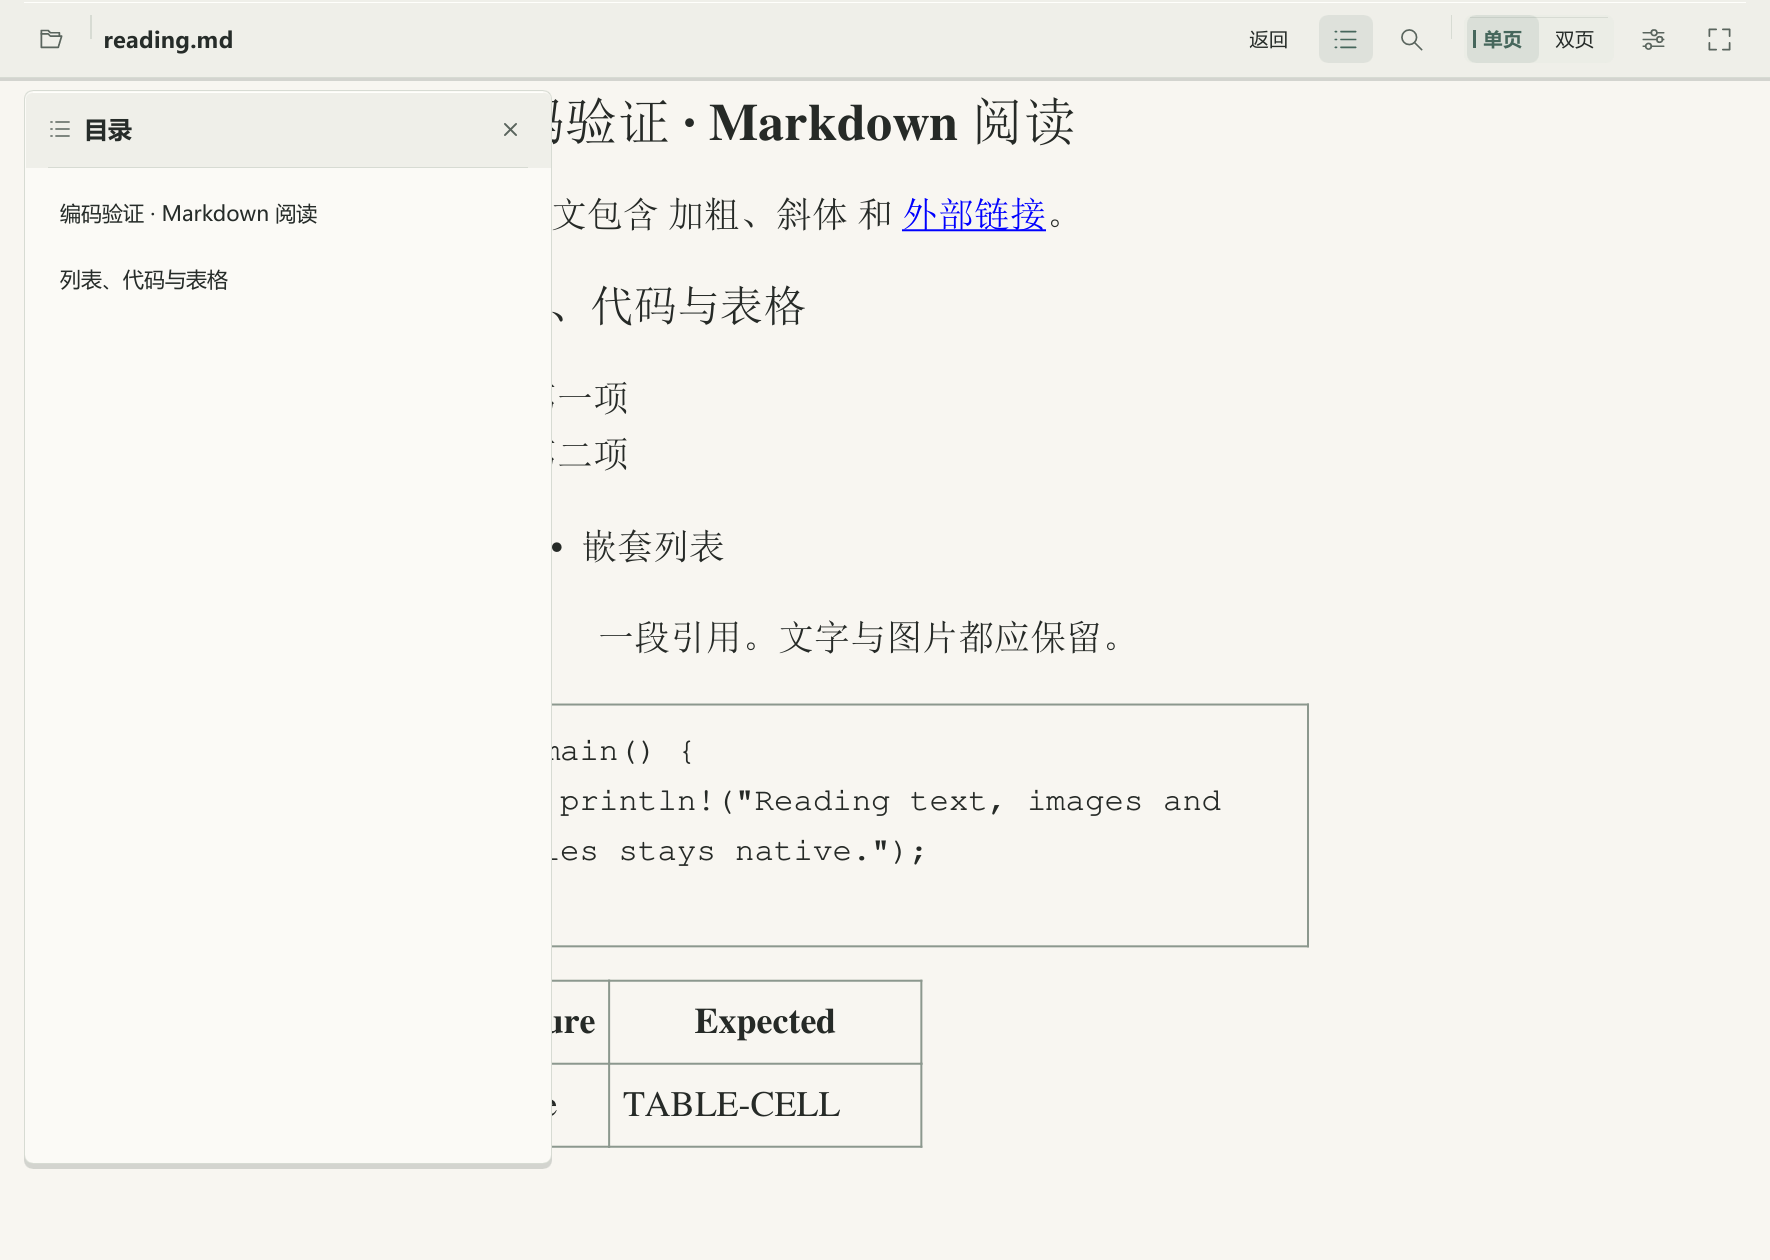 reading.md
返回
单页
双页
目录
编码验证 · Markdown 阅读
列表、代码与表格
验证 · Markdown 阅读
文包含 加粗、斜体 和 外部链接。
、代码与表格
一项
二项
• 嵌套列表
一段引用。文字与图片都应保留。
main() {
println!("Reading text, images and
les stays native.");
ure Expected
e TABLE-CELL